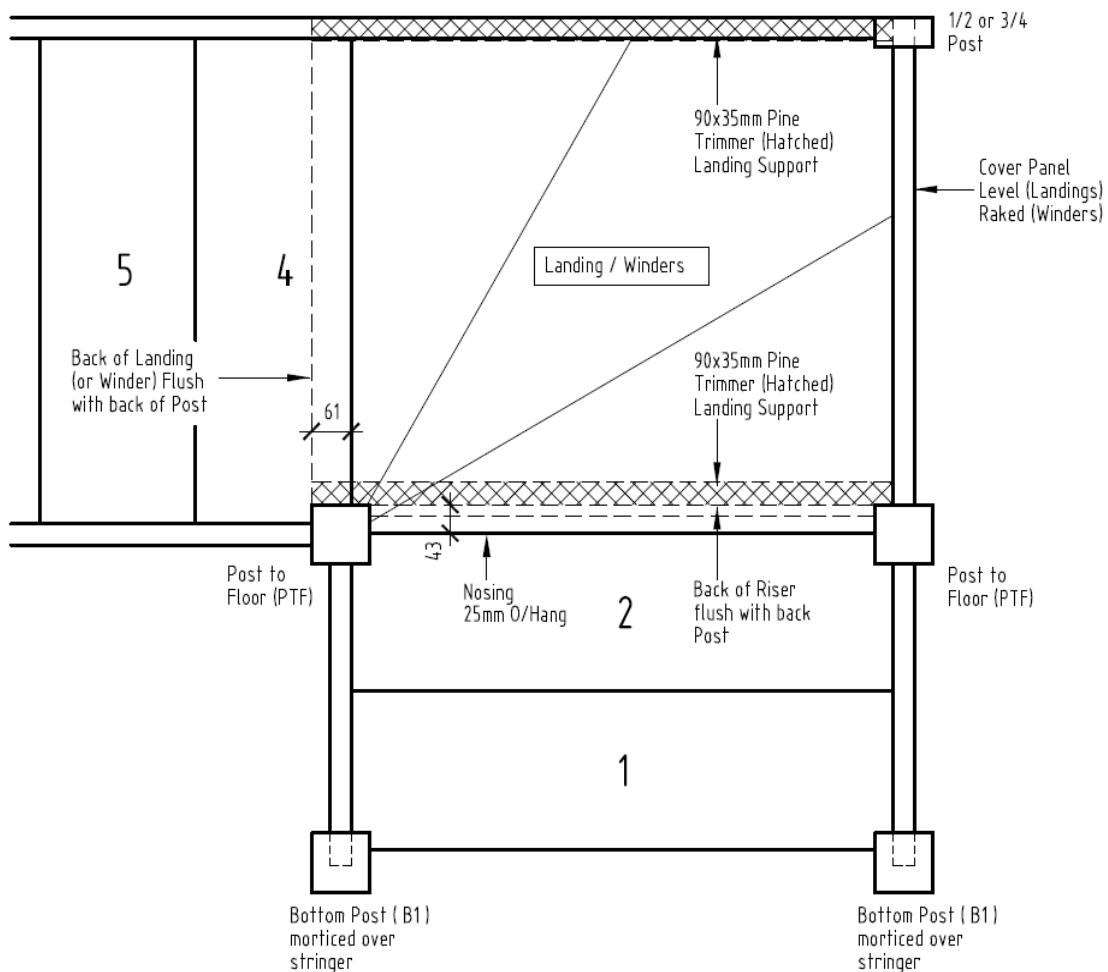 1/2 or 3/4
Post
90x35mm Pine
Trimmer (Hatched)
Landing Support
Cover Panel
Level (Landings)
Raked (Winders)
5
4
Landing / Winders
Back of Landing
(or Winder) Flush
with back of Post
90x35mm Pine
Trimmer (Hatched)
Landing Support
61
43
Post to
Floor (PTF)
Nosing
25mm O/Hang
2
Back of Riser
flush with back
Post
Post to
Floor (PTF)
1
Bottom Post ( B1 )
morticed over
stringer
Bottom Post ( B1 )
morticed over
stringer